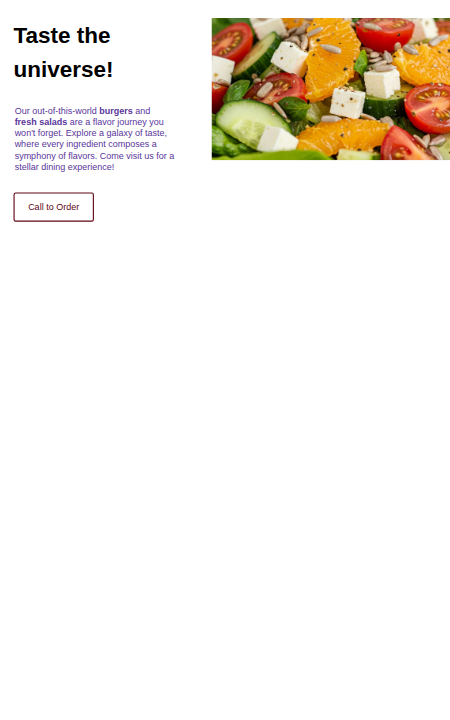 Taste the
universe!
Our out-of-this-world burgers and
fresh salads are a flavor journey you
won't forget. Explore a galaxy of taste,
where every ingredient composes a
symphony of flavors. Come visit us for a
stellar dining experience!
Call to Order